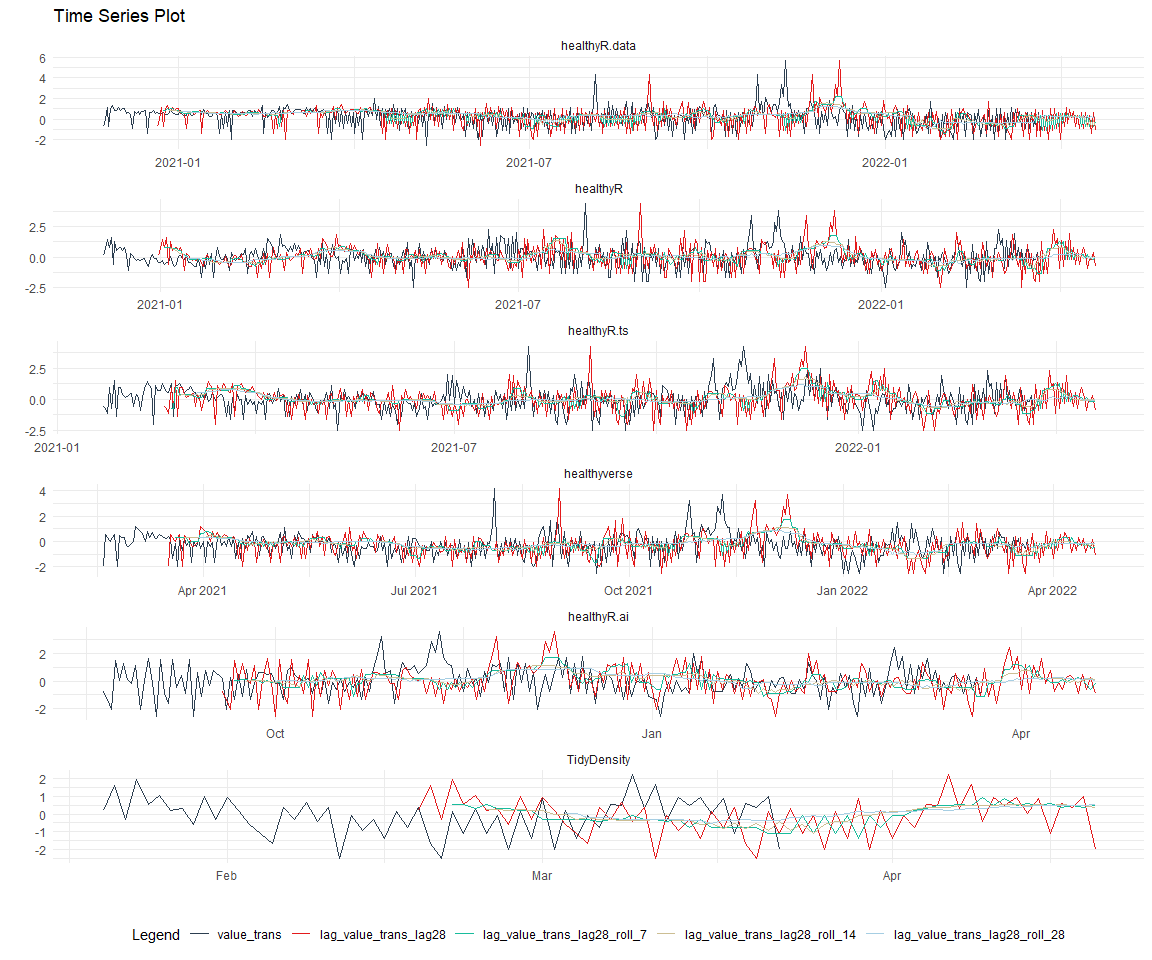 Time Series Plot
healthyR.data
6
4
2
0
-2
2021-01 2021-07 2022-01
healthyR
2.5
0.0
-2.5
2021-01 2021-07 2022-01
healthyR.ts
2.5
0.0
-2.5
2021-01 2021-07 2022-01
healthyverse
4
2
0
-2
Apr 2021 Jul 2021 Oct 2021 Jan 2022 Apr 2022
healthyR.ai
2
0
-2
Oct Jan Apr
TidyDensity
2
1
0
-1
-2
Feb Mar Apr
Legend value_trans lag_value_trans_lag28 lag_value_trans_lag28_roll_7 lag_value_trans_lag28_roll_14 lag_value_trans_lag28_roll_28